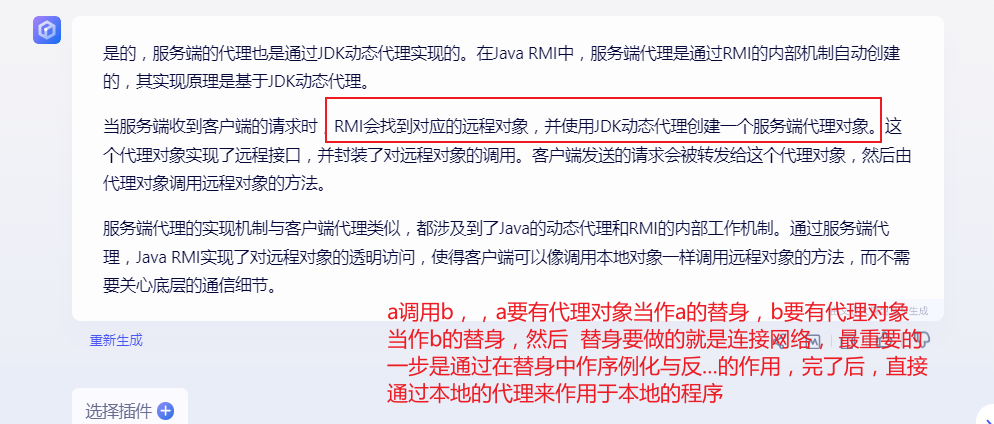 是的，服务端的代理也是通过JDK动态代理实现的。在Java RMI中，服务端代理是通过RMI的内部机制自动创建
的，其实现原理是基于JDK动态代理。
当服务端收到客户端的请求时，RMI会找到对应的远程对象，并使用JDK动态代理创建一个服务端代理对象。这
个代理对象实现了远程接口，并封装了对远程对象的调用。客户端发送的请求会被转发给这个代理对象，然后由
代理对象调用远程对象的方法。
服务端代理的实现机制与客户端代理类似，都涉及到了Java的动态代理和RMI的内部工作机制。通过服务端代
理，Java RMI实现了对远程对象的透明访问，使得客户端可以像调用本地对象一样调用远程对象的方法，而不需
要关心底层的通信细节。
生成
a调用b，，a要有代理对象当作a的替身，b要有代理对象
当作b的替身，然后 替身要做的就是连接网络，最重要的
一步是通过在替身中作序例化与反...的作用，完了后，直接
通过本地的代理来作用于本地的程序
重新生成
选择插件